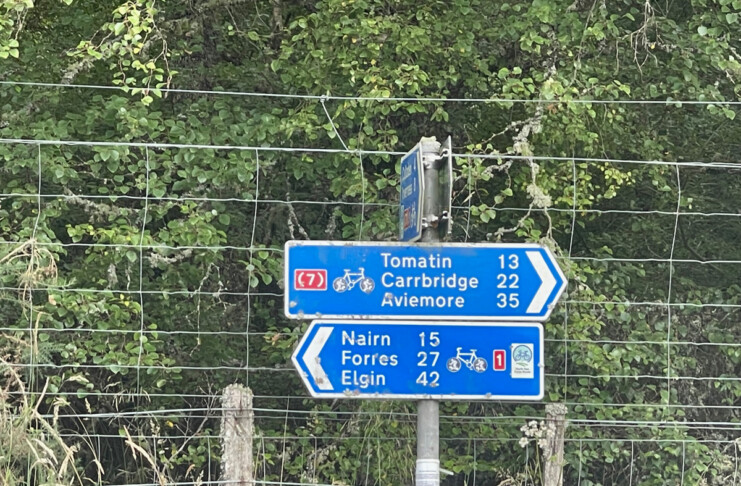 (7) Tomatin 13
Carrbridge 22
Aviemore 35
Nairn 15
Forres 27 1
Elgin 42